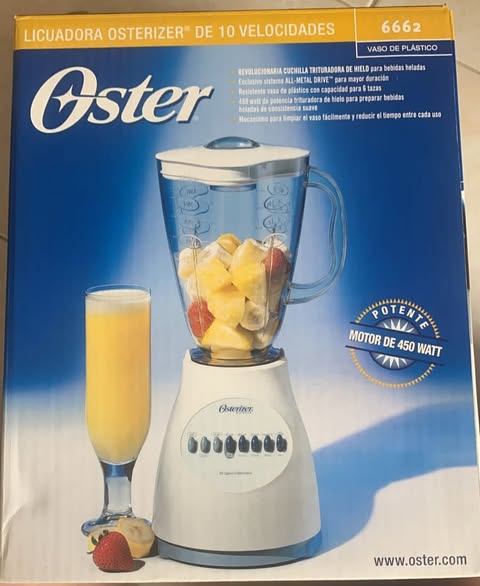 LICUADORA OSTERIZER® DE 10 VELOCIDADES
6662
VASO DE PLÁSTICO
Oster®
REVOLUCIONARIA CUCHILLA TRITURADORA DE HIELO para bebidas heladas
Exclusivo sistema ALL-METAL DRIVE™ para mayor duración
Resistente vaso de plástico con capacidad para 6 tazas
450 watt de potencia trituradora de hielo para preparar bebidas
heladas de consistencia suave
Mecanismo para limpiar el vaso fácilmente y reducir el tiempo entre cada uso
POTENTE
MOTOR DE 450 WATT
Osterizer
www.oster.com